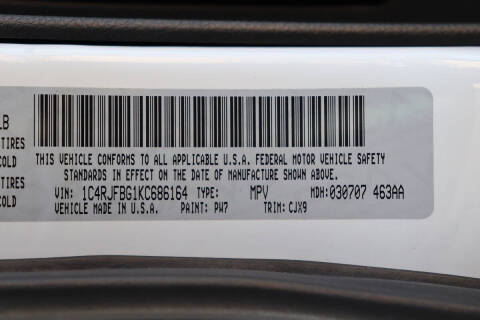 LB
TIRES
COLD
TIRES
COLD
THIS VEHICLE CONFORMS TO ALL APPLICABLE U.S.A. FEDERAL MOTOR VEHICLE SAFETY
STANDARDS IN EFFECT ON THE DATE OF MANUFACTURE SHOWN ABOVE.
VIN: 1C4RJFBG1KC686164 TYPE: MPV MDH: 030707 463AA
VEHICLE MADE IN U.S.A. PAINT: PW7 TRIM: CJX9